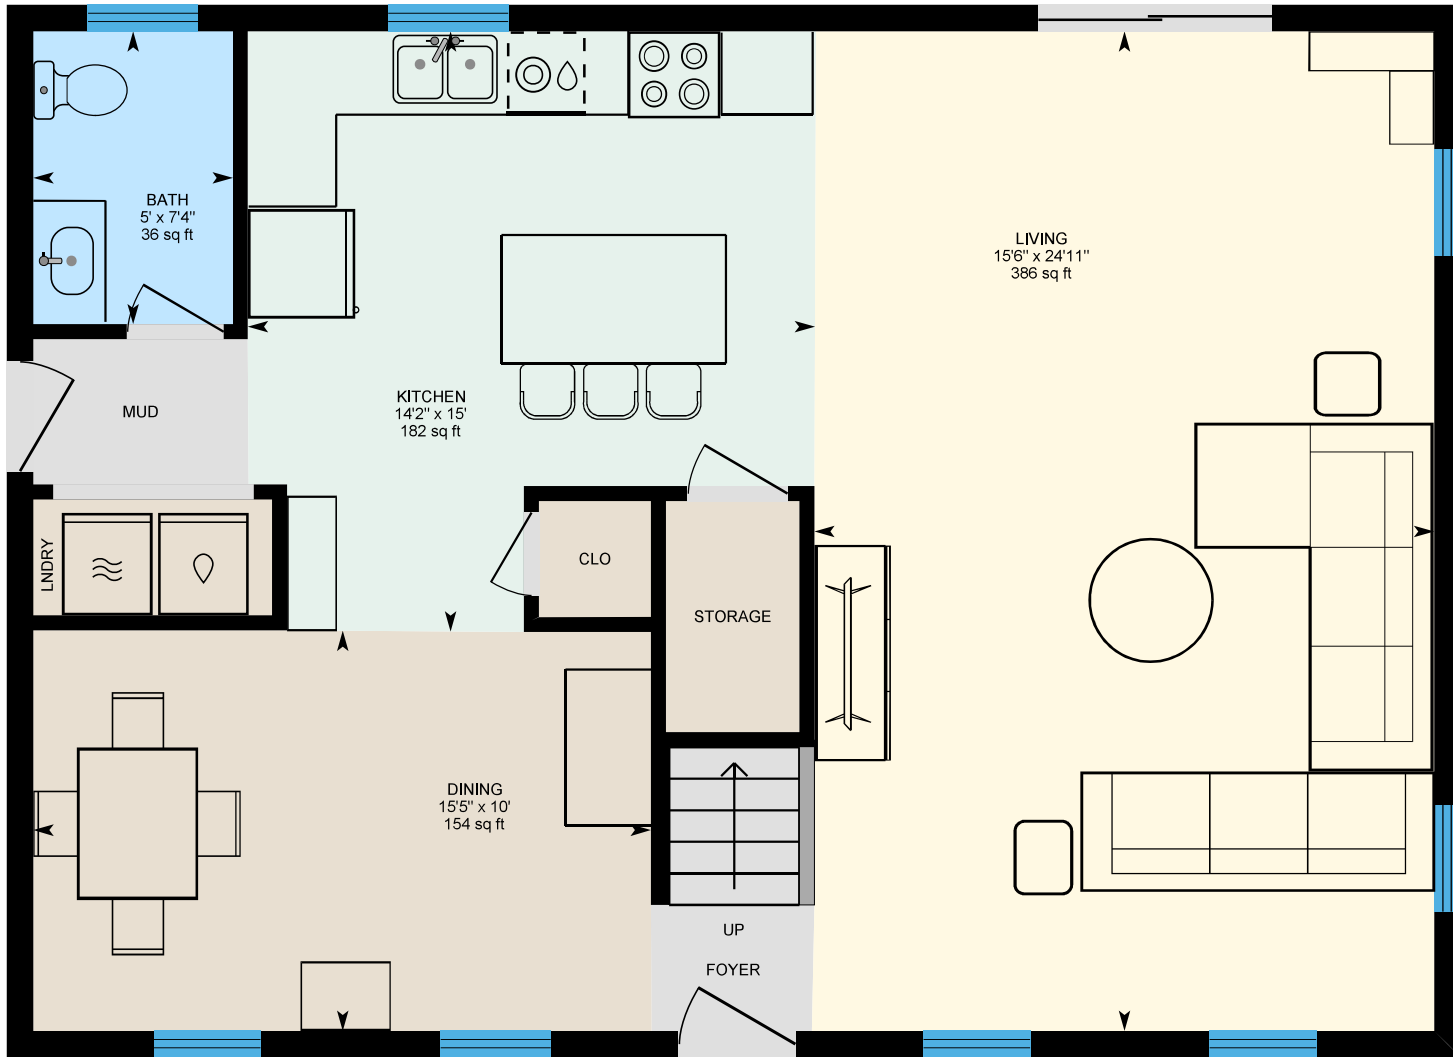 BATH
5' x 7'4"
36 sq ft
LIVING
15'6" x 24'11"
386 sq ft
MUD
KITCHEN
14'2" x 15'
182 sq ft
LNDRY
CLO
STORAGE
DINING
15'5" x 10'
154 sq ft
UP
FOYER